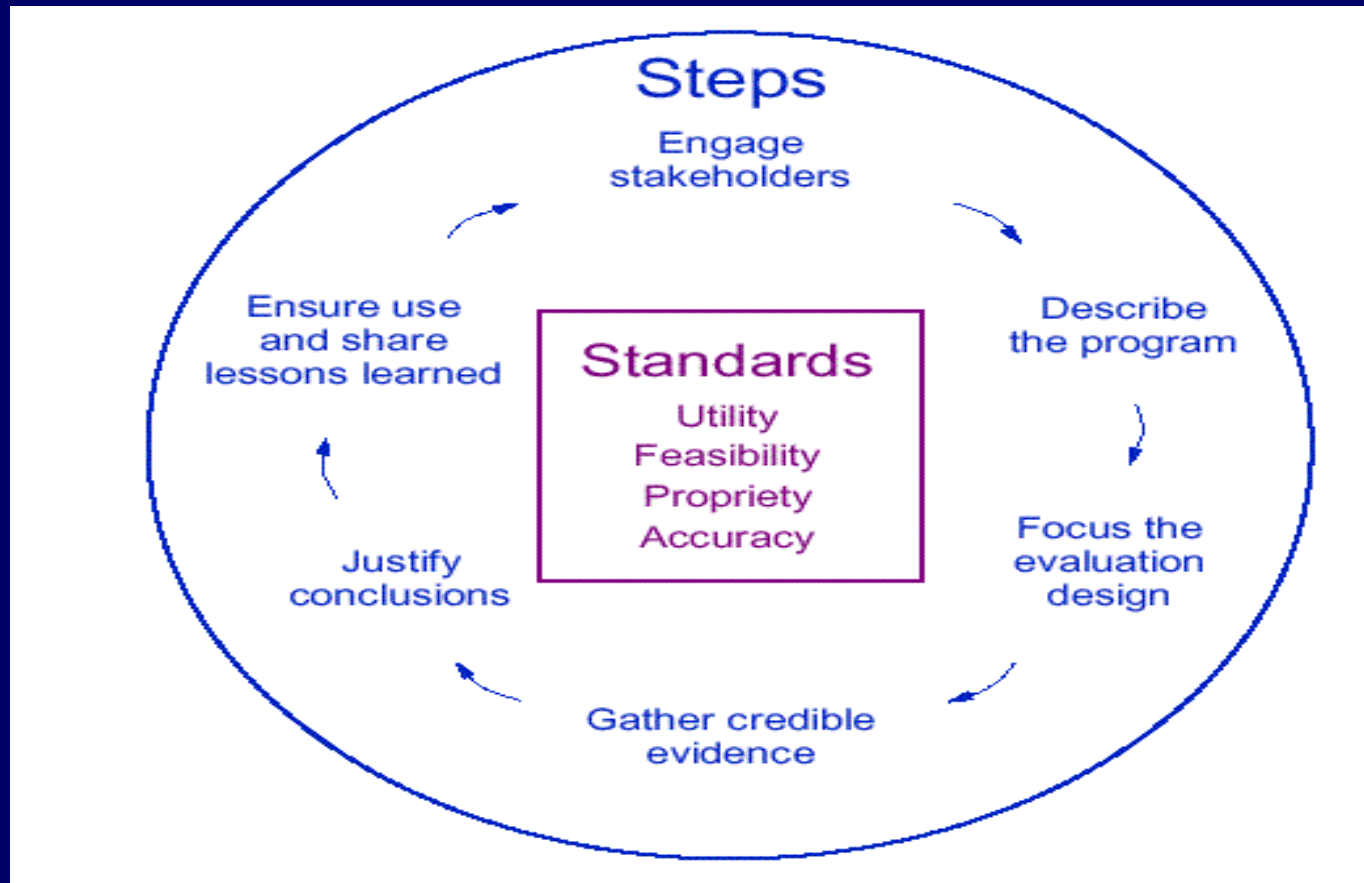 Steps
Engage
stakeholders
Describe
the program
Focus the
evaluation
design
Gather credible
evidence
Justify
conclusions
Ensure use
and share
lessons learned
Standards
Utility
Feasibility
Propriety
Accuracy